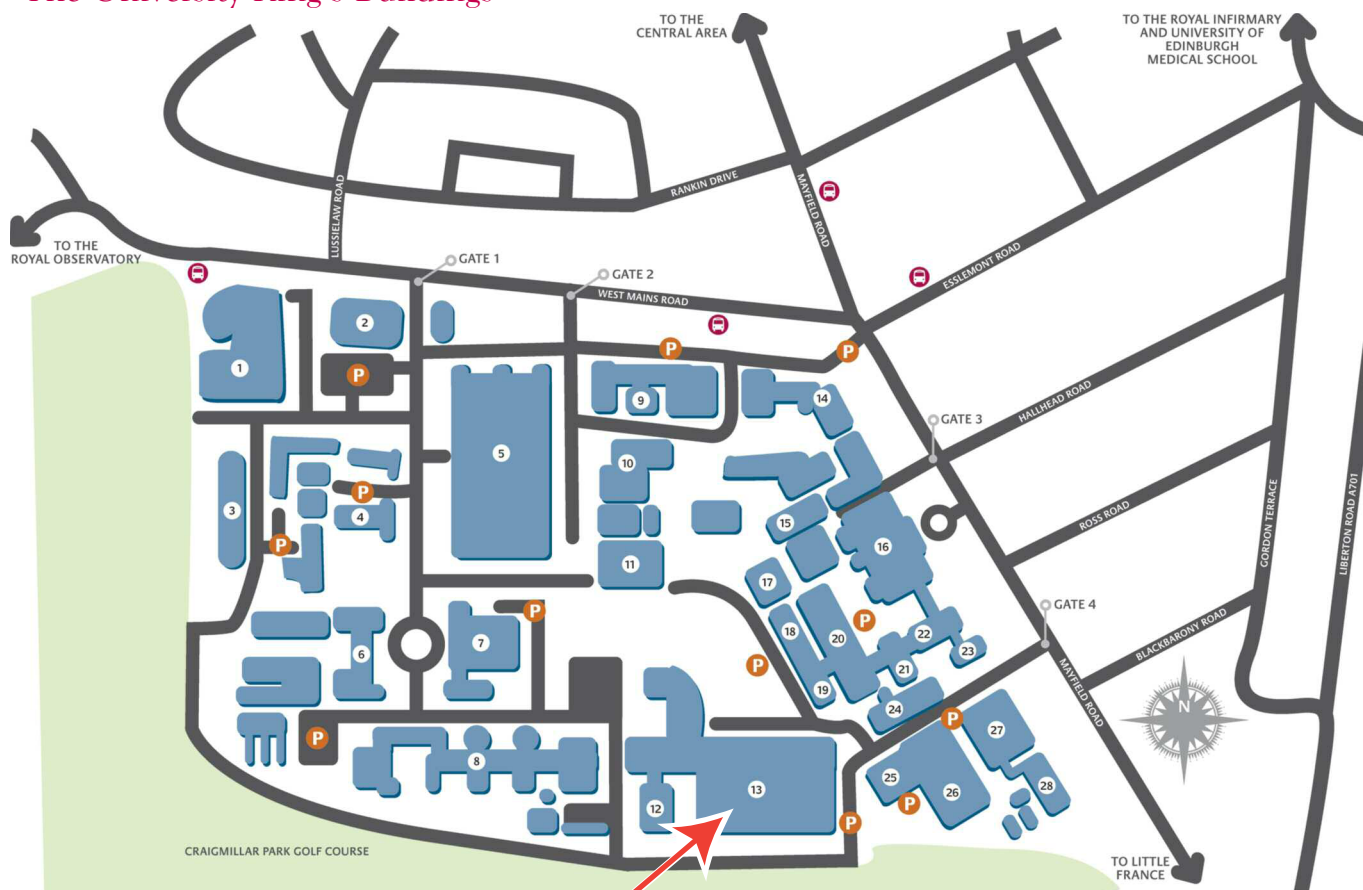 The University King's Buildings
TO THE
CENTRAL AREA
TO THE ROYAL INFIRMARY
AND UNIVERSITY OF
EDINBURGH
MEDICAL SCHOOL
RANKIN DRIVE
MAYFIELD ROAD
LUSSIELAW ROAD
TO THE
ROYAL OBSERVATORY
GATE 1
GATE 2
WEST MAINS ROAD
ESSLEMONT ROAD
1
2
P
P
P
9
14
GATE 3
HALLHEAD ROAD
5
10
3
P
4
P
15
16
ROSS ROAD
GORDON TERRACE
LIBERTON ROAD A701
11
17
P
18
20
P
22
GATE 4
BLACKBARONY ROAD
6
7
P
19
21
23
MAYFIELD ROAD
24
N
P
8
P
27
25
26
28
P
12
13
P
CRAIGMILLAR PARK GOLF COURSE
TO LITTLE
FRANCE